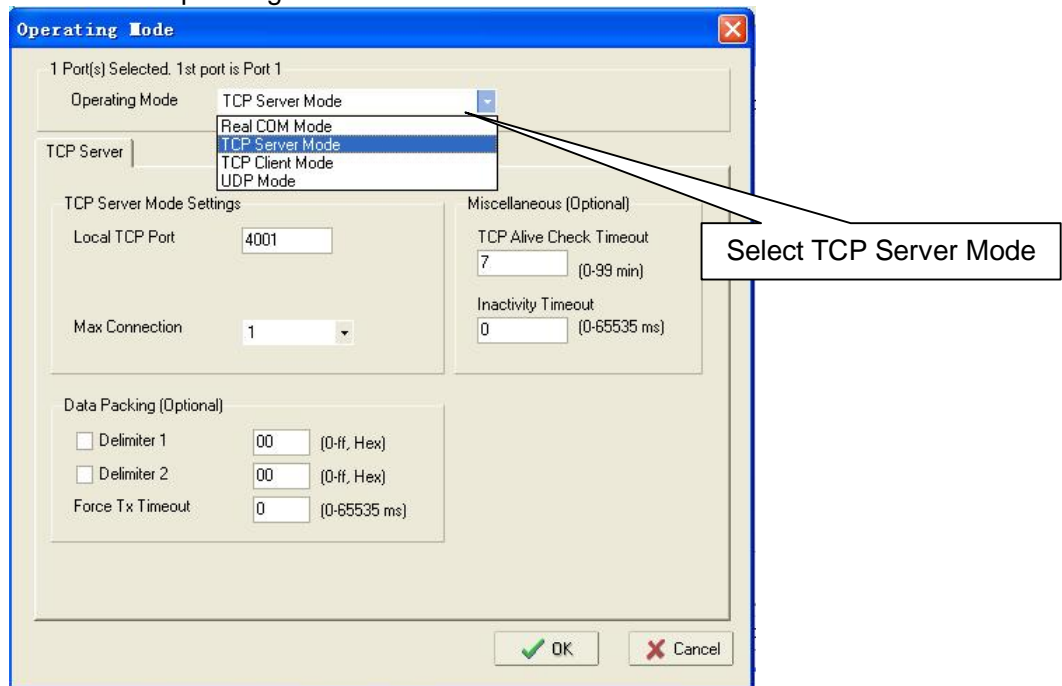 Operating Mode
1 Port(s) Selected. 1st port is Port 1
Operating Mode TCP Server Mode
Real COM Mode
TCP Server Mode
TCP Client Mode
UDP Mode
Select TCP Server Mode
TCP Server
TCP Server Mode Settings
Local TCP Port 4001
Max Connection 1
Miscellaneous (Optional)
TCP Alive Check Timeout
7 (0-99 min)
Inactivity Timeout
0 (0-65535 ms)
Data Packing (Optional)
Delimiter 1 00 (0-ff, Hex)
Delimiter 2 00 (0-ff, Hex)
Force Tx Timeout 0 (0-65535 ms)
OK Cancel